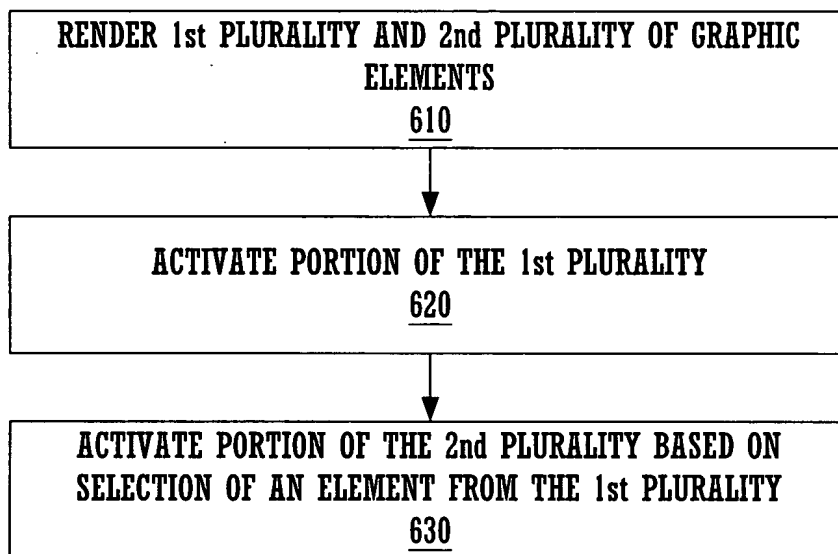 RENDER 1st PLURALITY AND 2nd PLURALITY OF GRAPHIC
ELEMENTS
610
ACTIVATE PORTION OF THE 1st PLURALITY
620
ACTIVATE PORTION OF THE 2nd PLURALITY BASED ON
SELECTION OF AN ELEMENT FROM THE 1st PLURALITY
630